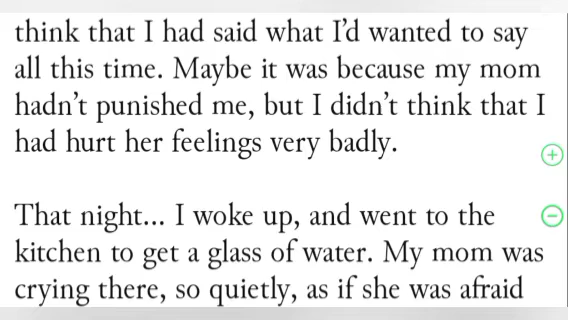 think that I had said what I’d wanted to say
all this time. Maybe it was because my mom
hadn’t punished me, but I didn’t think that I
had hurt her feelings very badly.
That night... I woke up, and went to the
kitchen to get a glass of water. My mom was
crying there, so quietly, as if she was afraid